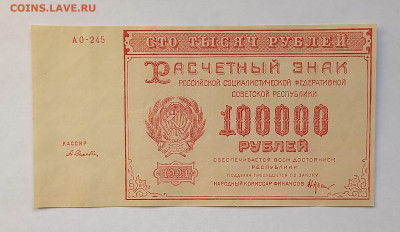 COINS.LAVE.RU
АО-245
СТО ТЫСЯЧ РУБЛЕЙ
РАСЧЕТНЫЙ ЗНАК
РОССИЙСКОЙ СОЦИАЛИСТИЧЕСКОЙ ФЕДЕРАТИВНОЙ
СОВЕТСКОЙ РЕСПУБЛИКИ
100000
РУБЛЕЙ
КАССИР
1921
ОБЕСПЕЧИВАЕТСЯ ВСЕМ ДОСТОЯНИЕМ
РЕСПУБЛИКИ
ПОДДЕЛКА ПРЕСЛЕДУЕТСЯ ПО ЗАКОНУ
НАРОДНЫЙ КОМИССАР ФИНАНСОВ